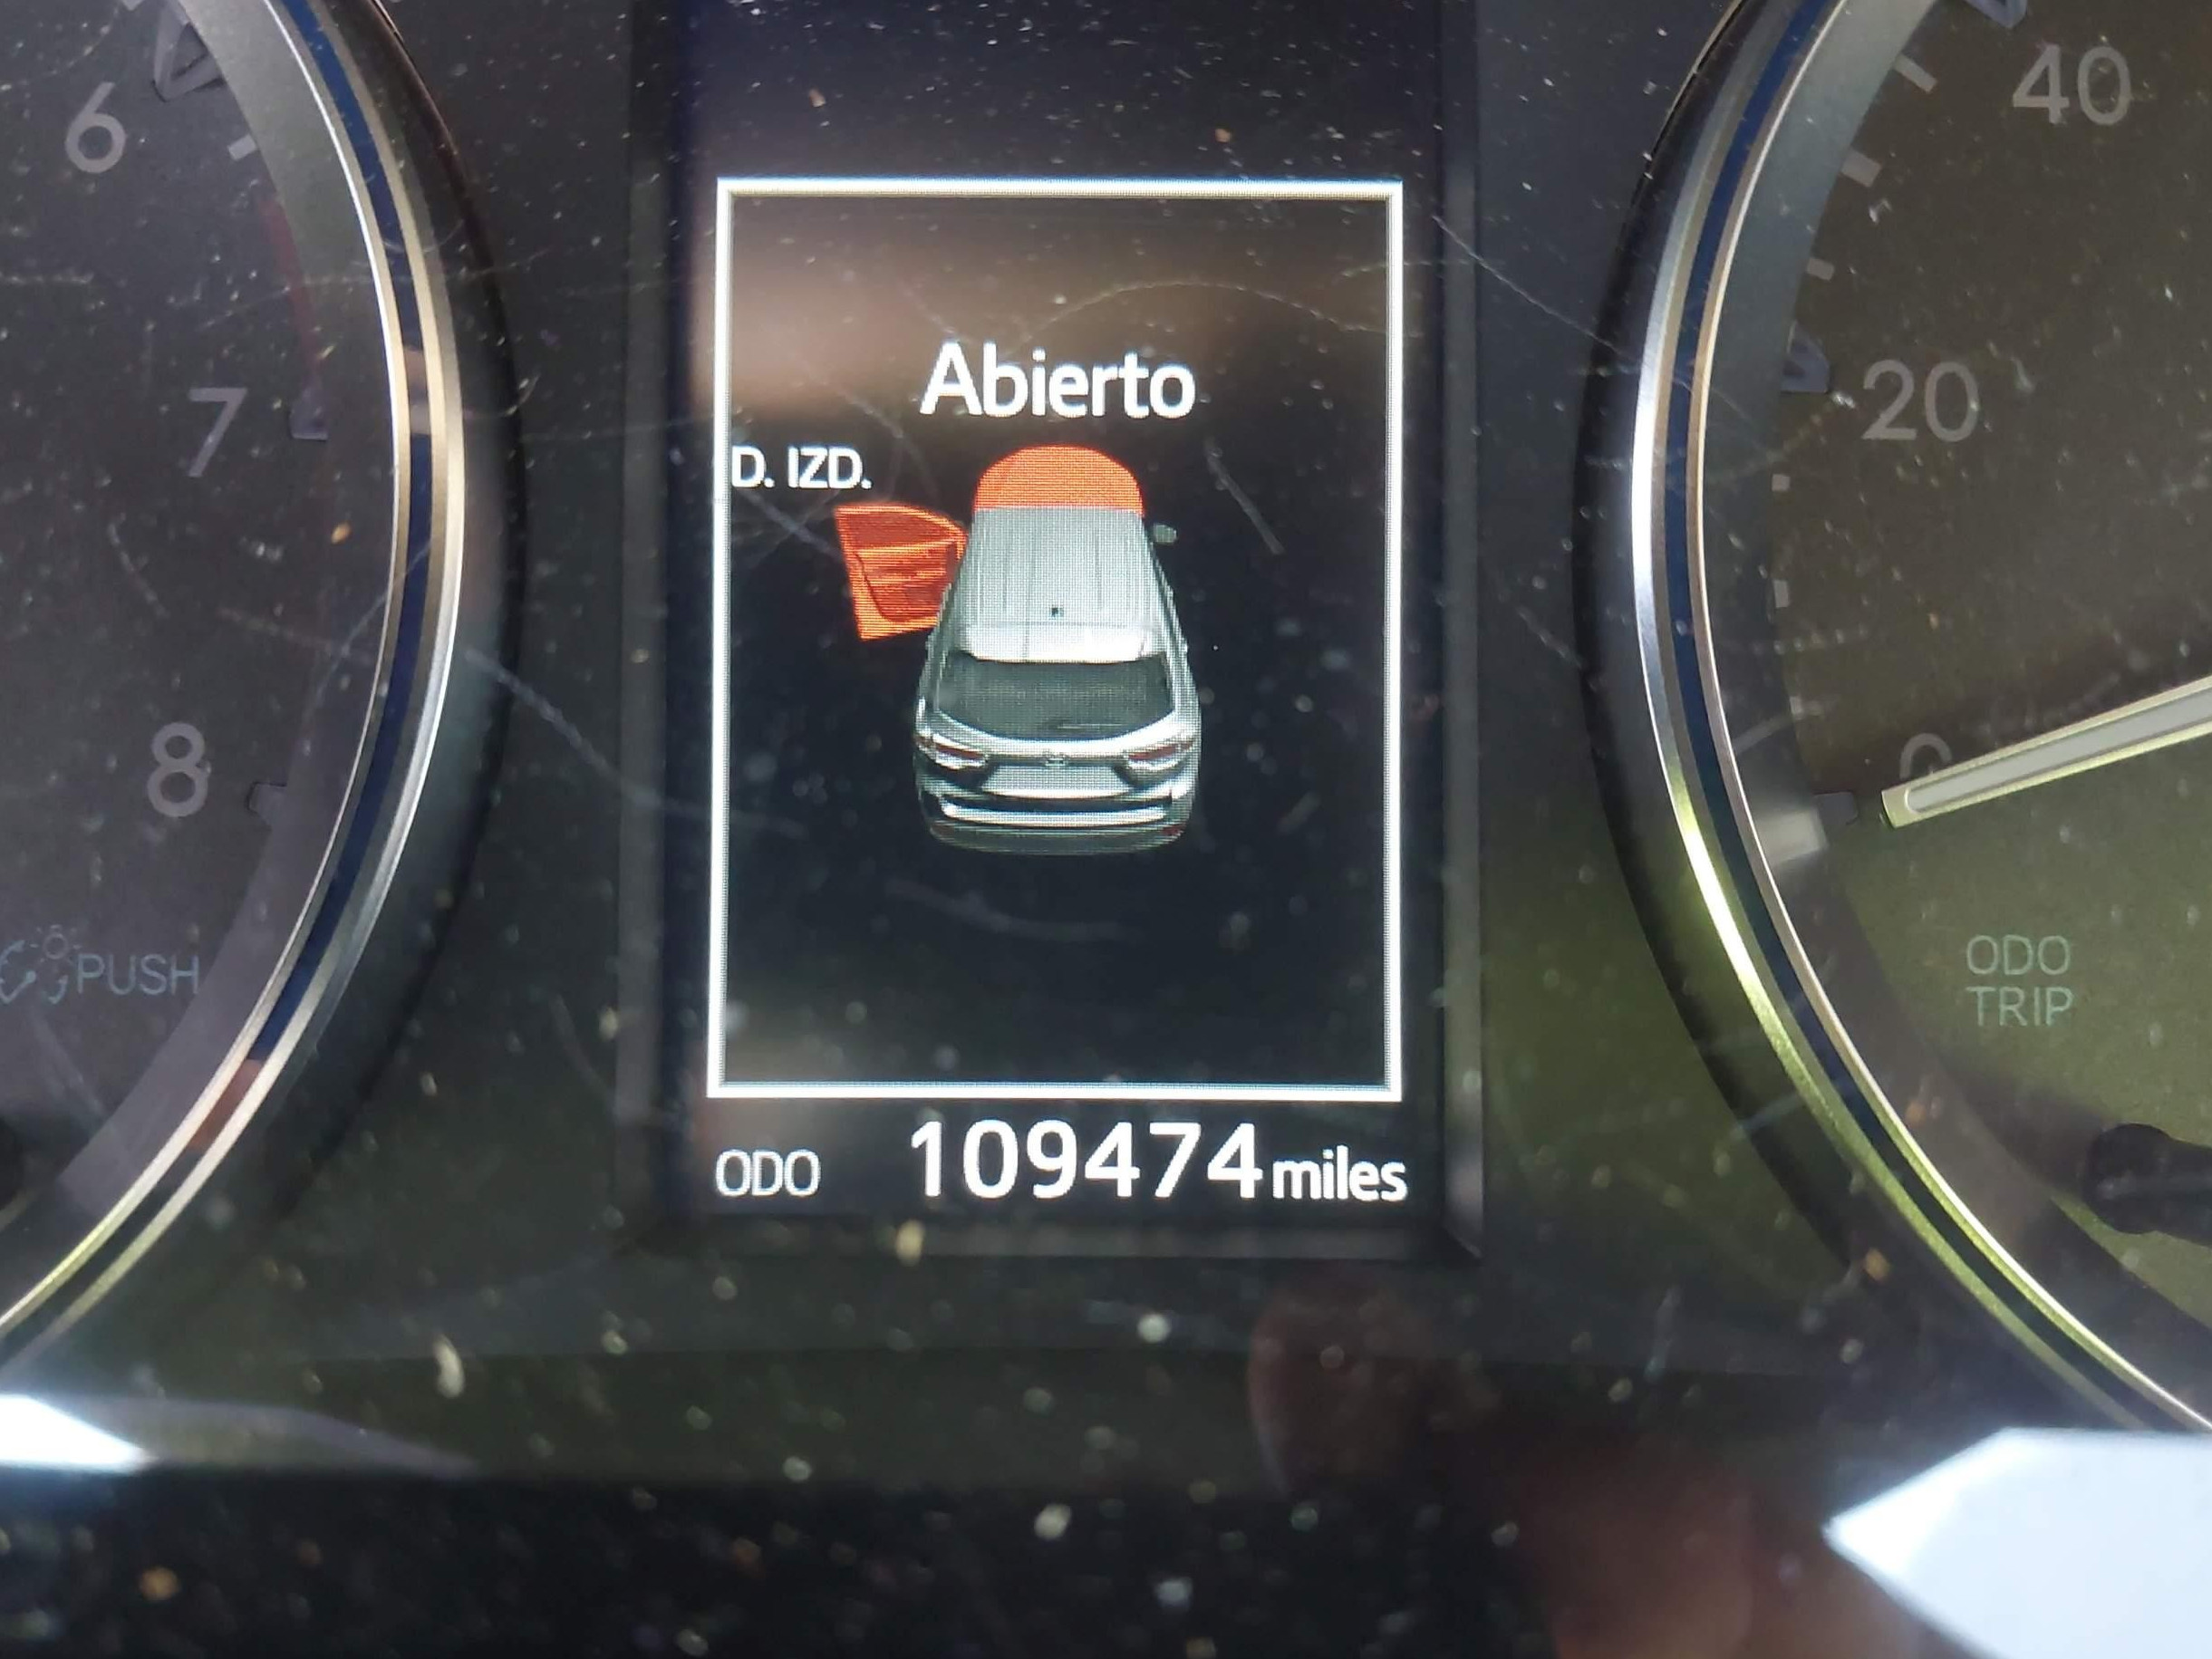 6
7
8
PUSH
Abierto
D. IZD.
ODO 109474 miles
40
20
0
ODO
TRIP